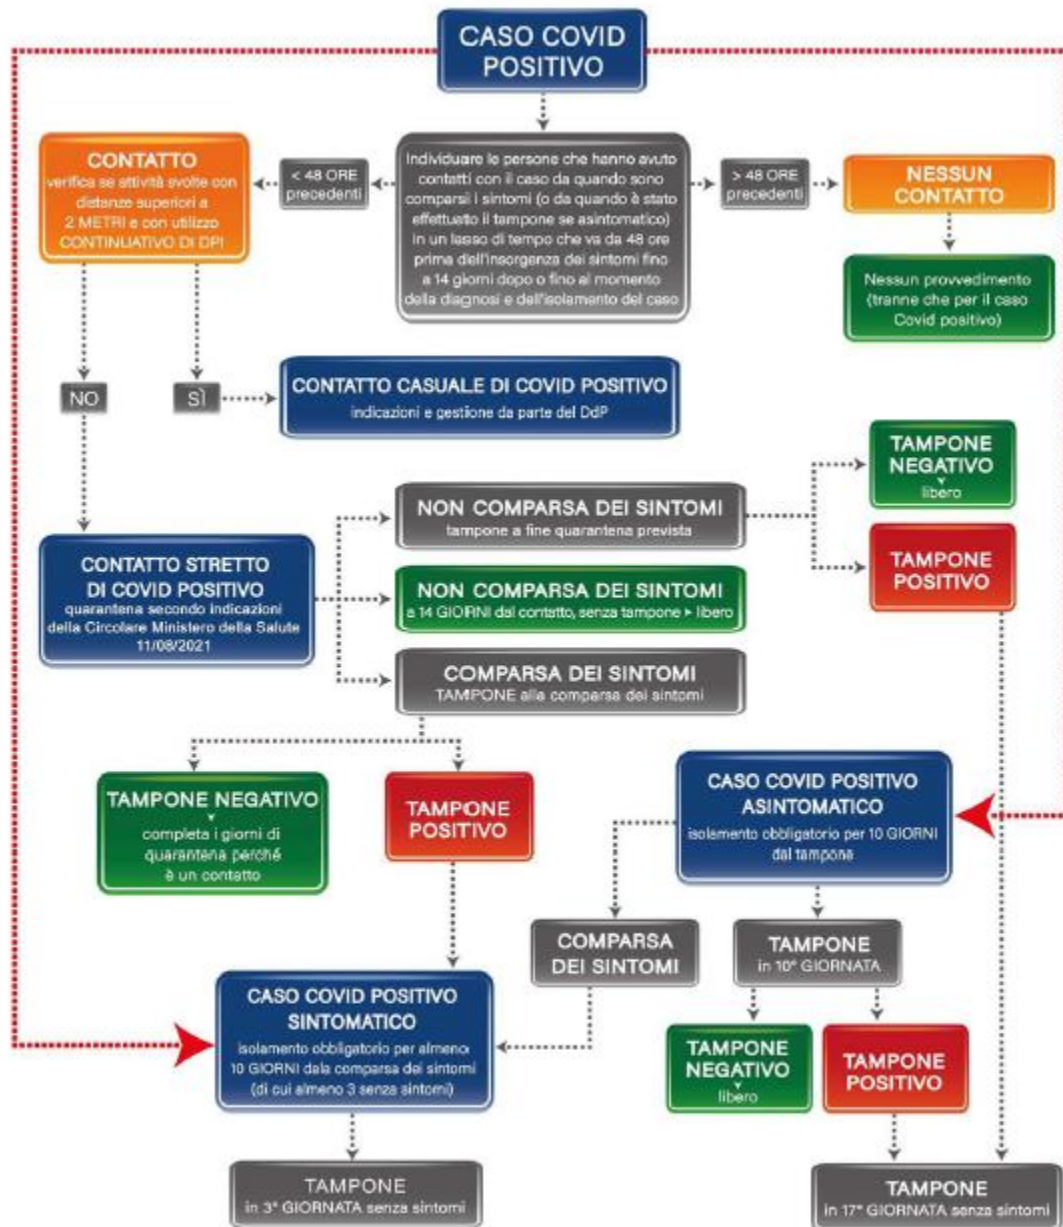 CASO COVID
POSITIVO
CONTATTO
verifica se attività svolte con
distanze superiori a
2 METRI e con utilizzo
CONTINUATIVO DI DPI
< 48 ORE
precedenti
Individuare le persone che hanno avuto
contatti con il caso da quando sono
comparsi i sintomi (o da quando è stato
effettuato il tampone se asintomatico)
in un lasso di tempo che va da 48 ore
prima dell'insorgenza dei sintomi fino
a 14 giorni dopo o fino al momento
della diagnosi e dell'isolamento del caso
> 48 ORE
precedenti
NESSUN
CONTATTO
Nessun provvedimento
(tranne che per il caso
Covid positivo)
NO
SÌ
CONTATTO CASUALE DI COVID POSITIVO
indicazioni e gestione da parte del DdP
CONTATTO STRETTO
DI COVID POSITIVO
quarantena secondo indicazioni
della Circolare Ministero della Salute
11/08/2021
NON COMPARSA DEI SINTOMI
tampone a fine quarantena prevista
NON COMPARSA DEI SINTOMI
a 14 GIORNI dal contatto, senza tampone ▸ libero
COMPARSA DEI SINTOMI
TAMPONE alla comparsa dei sintomi
TAMPONE
NEGATIVO
libero
TAMPONE
POSITIVO
TAMPONE NEGATIVO
completa i giorni di
quarantena perché
è un contatto
TAMPONE
POSITIVO
CASO COVID POSITIVO
ASINTOMATICO
isolamento obbligatorio per 10 GIORNI
dal tampone
COMPARSA
DEI SINTOMI
TAMPONE
in 10° GIORNATA
CASO COVID POSITIVO
SINTOMATICO
isolamento obbligatorio per almeno
10 GIORNI dala comparsa dei sintomi
(di cui almeno 3 senza sintomi)
TAMPONE
NEGATIVO
libero
TAMPONE
POSITIVO
TAMPONE
in 3° GIORNATA senza sintomi
TAMPONE
in 17° GIORNATA senza sintomi